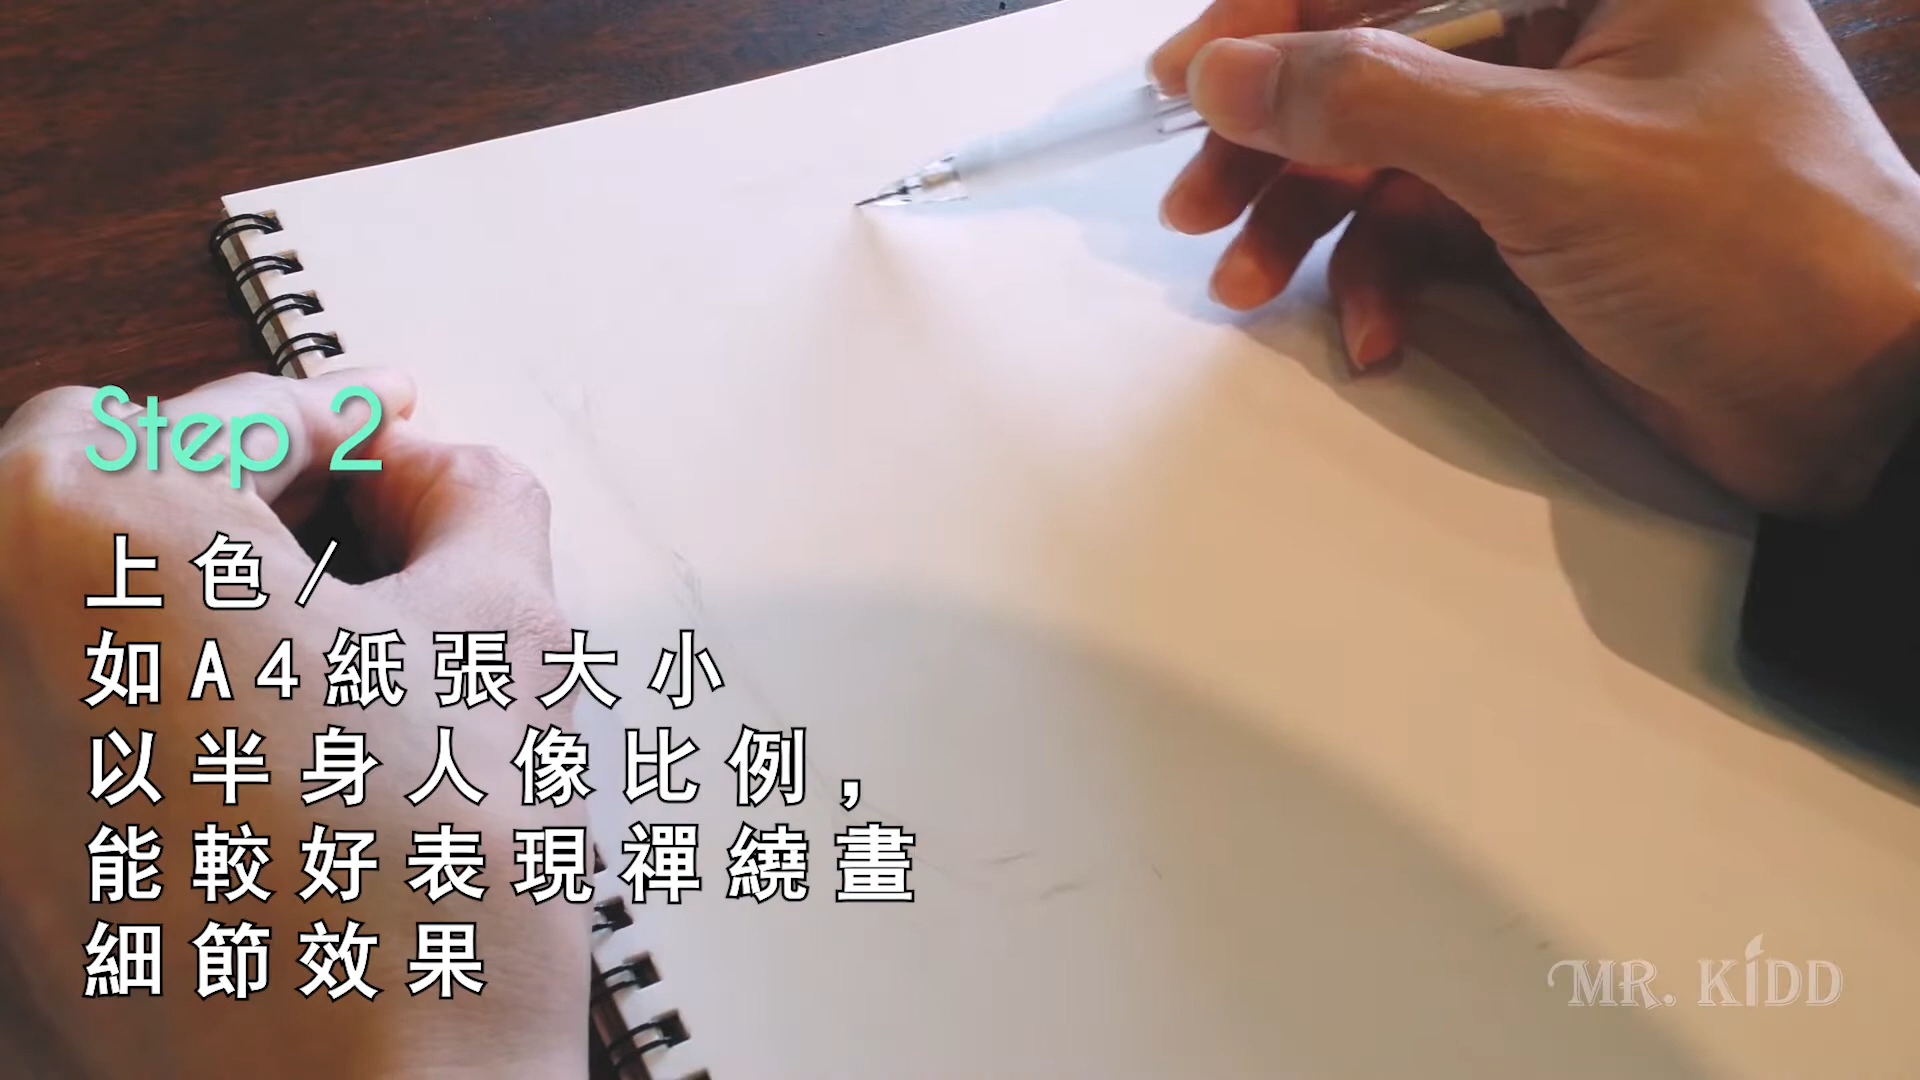 Step 2
上色/
如A4紙張大小
以半身人像比例,
能較好表現禪繞畫
細節效果
MR. KIDD